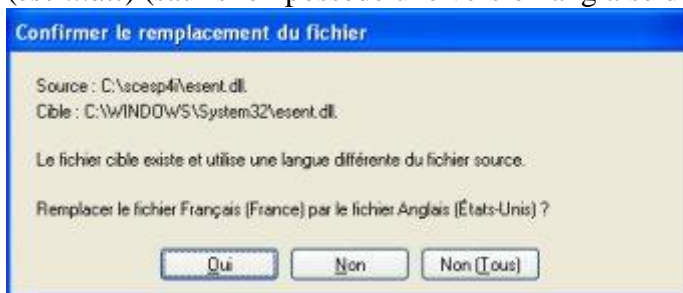 Confirmer le remplacement du fichier
Source : C:\scesp4i\esent.dll.
Cible : C:\WINDOWS\System32\esent.dll.
Le fichier cible existe et utilise une langue différente du fichier source.
Remplacer le fichier Français (France) par le fichier Anglais (États-Unis) ?
Oui Non Non (Tous)